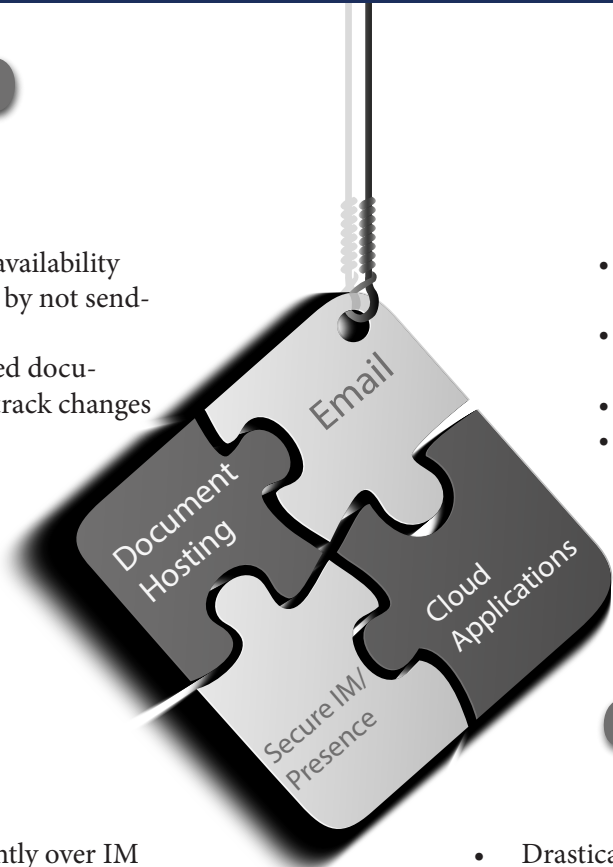 availability
by not send-
ed docu-
track changes
Email
Document
Hosting
Cloud
Applications
Secure IM/
Presence
ntly over IM
• Drastica